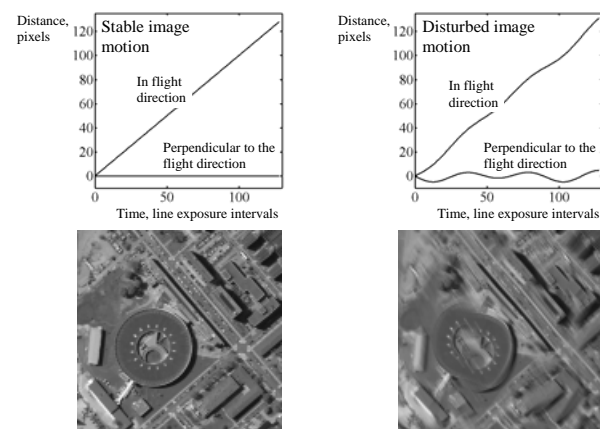 Distance,
pixels
Stable image
motion
120
100
80
60
40
20
0
In flight
direction
Perpendicular to the
flight direction
0
50
100
Time, line exposure intervals
Distance,
pixels
Disturbed image
motion
120
100
80
60
40
20
0
In flight
direction
Perpendicular to the
flight direction
0
50
100
Time, line exposure intervals